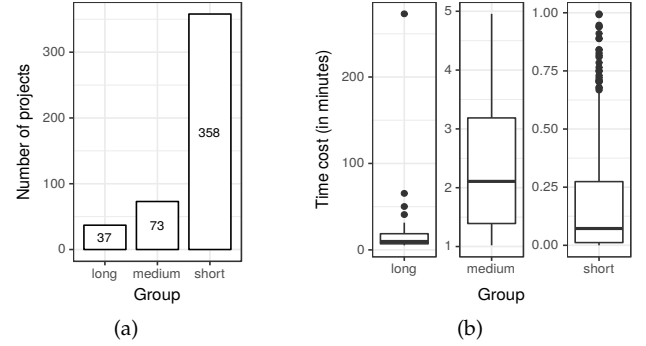 Number of projects
300
200
100
0
37
73
358
long medium short
Group
(a)
Time cost (in minutes)
200
100
0
long
5
4
3
2
1
medium
1.00
0.75
0.50
0.25
0.00
short
Group
(b)